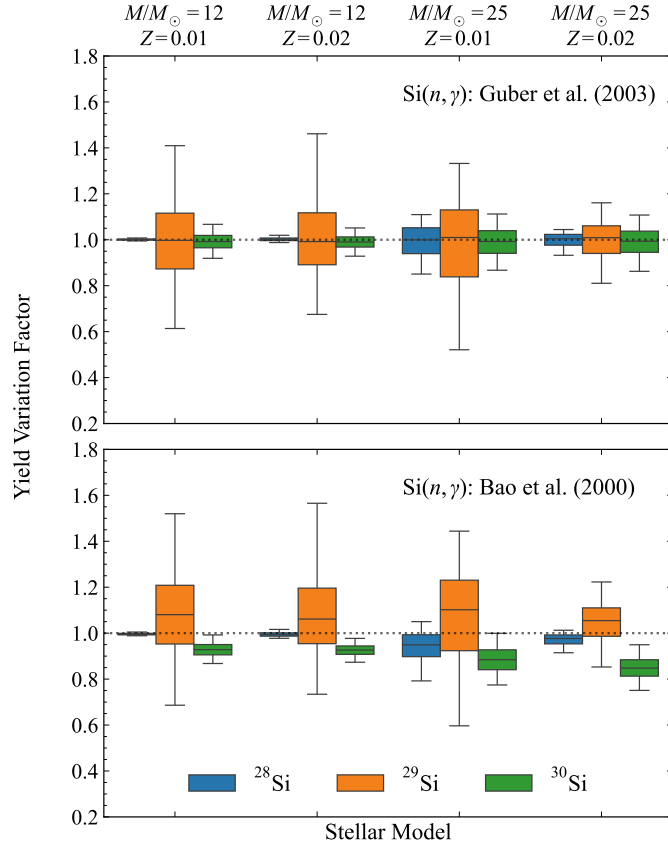 M/M⊙ = 12 M/M⊙ = 12 M/M⊙ = 25 M/M⊙ = 25
Z=0.01 Z=0.02 Z=0.01 Z=0.02
Si(n, γ): Guber et al. (2003)
1.8
1.6
1.4
1.2
1.0
0.8
0.6
0.4
0.2
Yield Variation Factor
Si(n, γ): Bao et al. (2000)
1.8
1.6
1.4
1.2
1.0
0.8
0.6
0.4
0.2
²⁸Si ²⁹Si ³⁰Si
Stellar Model